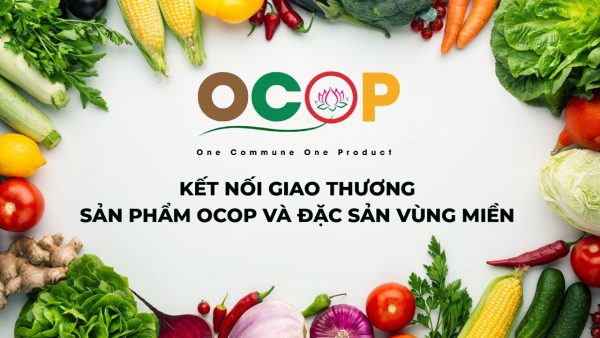 OCOP
One Commune One Product
KẾT NỐI GIAO THƯƠNG
SẢN PHẨM OCOP VÀ ĐẶC SẢN VÙNG MIỀN